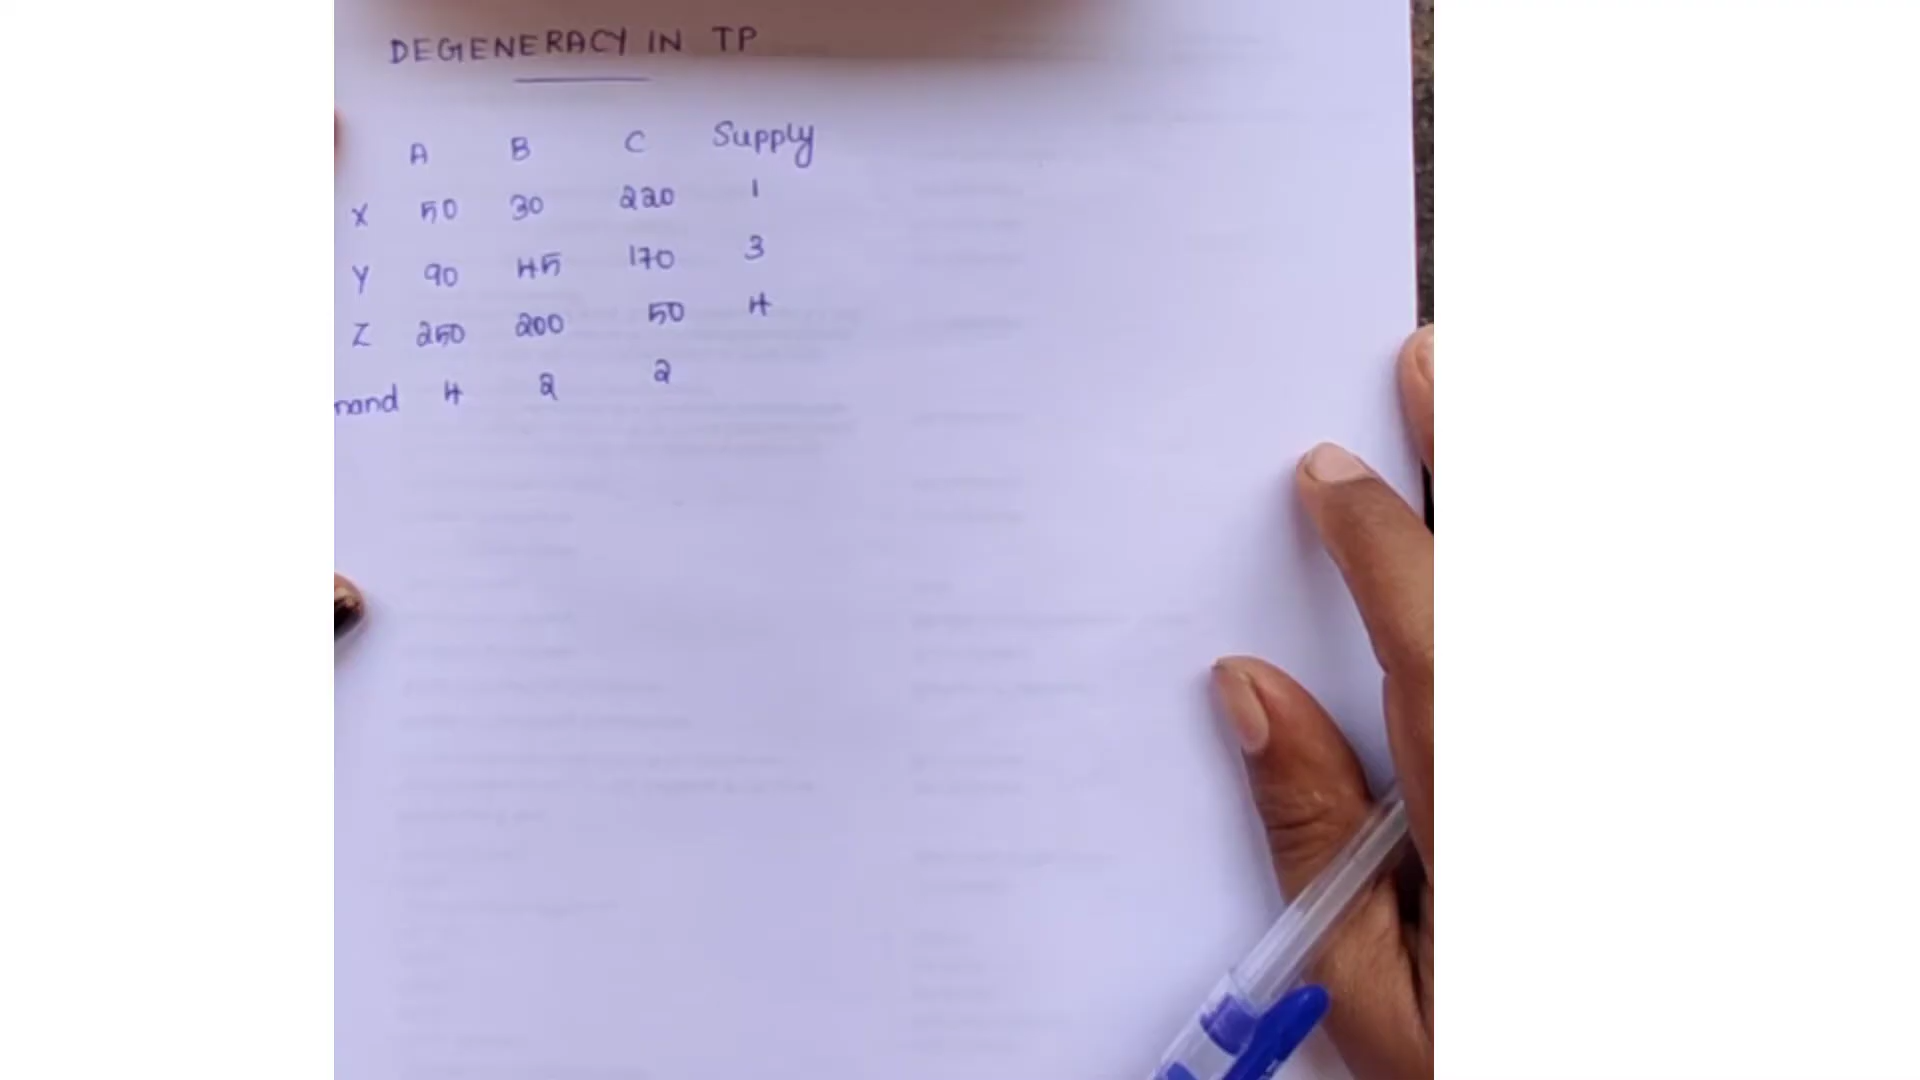 DEGENERACY IN TP
A B C Supply
X 50 30 220 1
Y 90 45 170 3
Z 250 200 50 4
mand 4 2 2